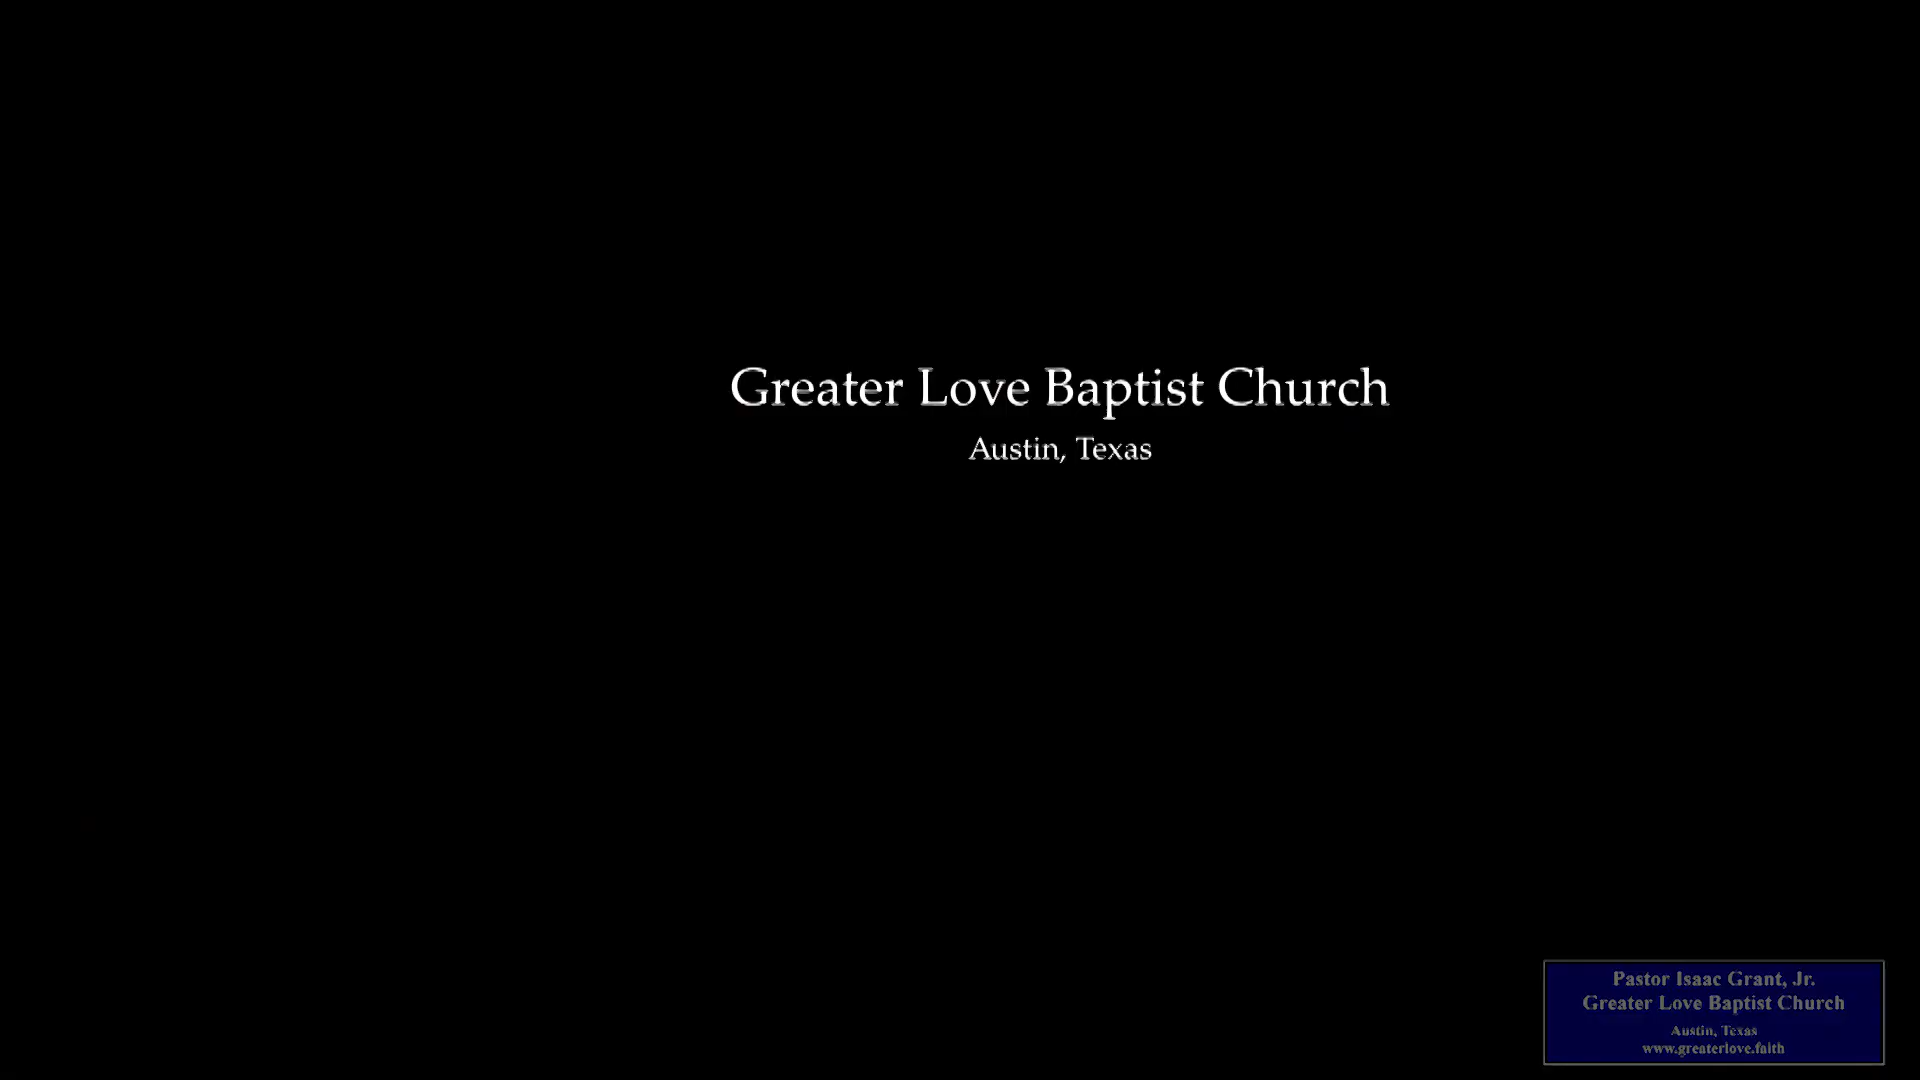 Greater Love Baptist Church
Austin, Texas
Pastor Isaac Grant, Jr.
Greater Love Baptist Church
Austin, Texas
www.greaterlove.faith